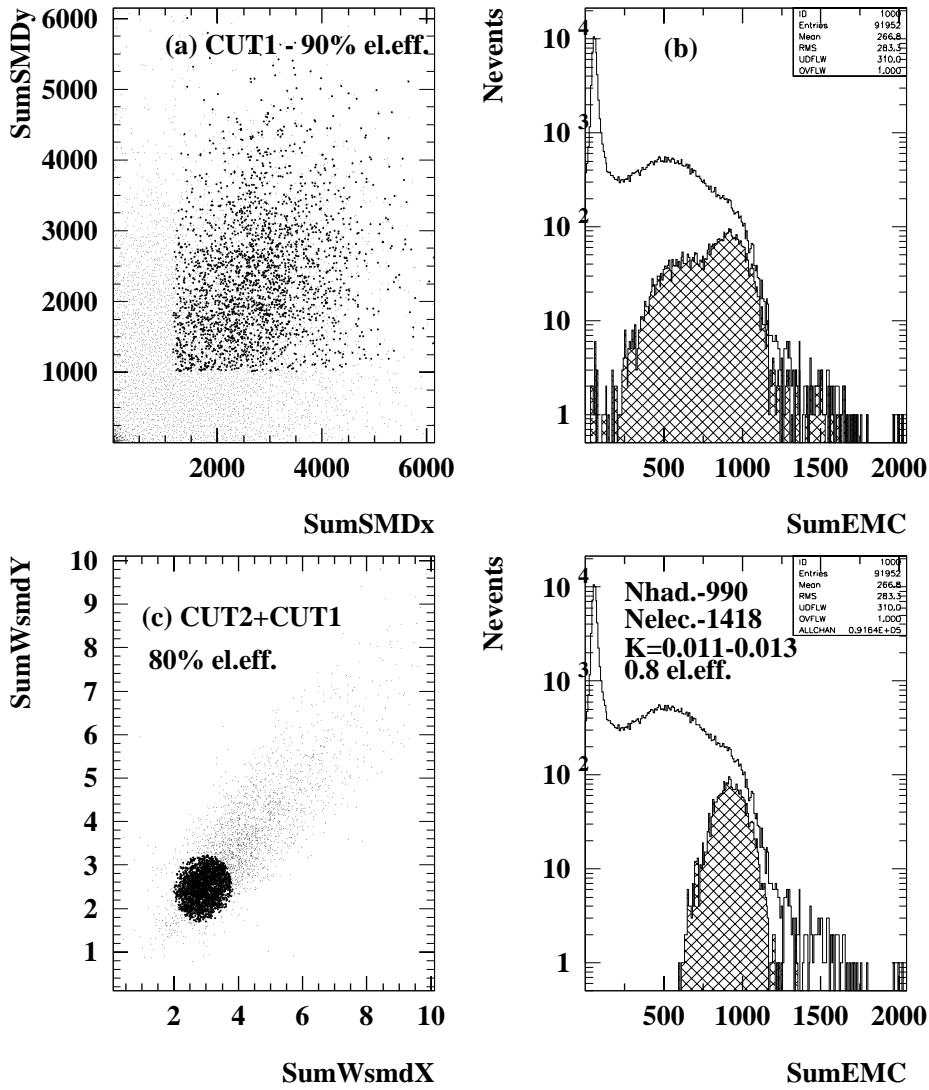 SumSMDy
6000
5000
4000
3000
2000
1000
(a) CUT1 - 90% el.eff.
2000 4000 6000
SumSMDx
Nevents
10 4
10 3
10 2
10
1
(b)
ID 1000
Entries 91952
Mean 266.8
RMS 283.3
UDFLW 310.0
OVFLW 1.000
500 1000 1500 2000
SumEMC
SumWsmdY
10
9
8
7
6
5
4
3
2
1
(c) CUT2+CUT1
80% el.eff.
2 4 6 8 10
SumWsmdX
Nevents
10 4
10 3
10 2
10
1
Nhad.-990
Nelec.-1418
K=0.011-0.013
0.8 el.eff.
ID 1000
Entries 91952
Mean 266.8
RMS 283.3
UDFLW 310.0
OVFLW 1.000
ALLCHAN 0.9164E+05
500 1000 1500 2000
SumEMC